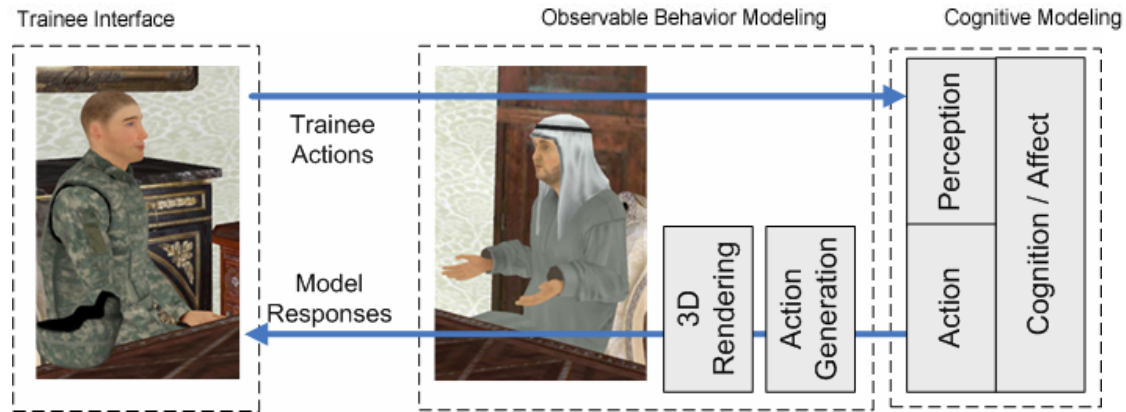 Trainee Interface
Observable Behavior Modeling
Cognitive Modeling
Trainee
Actions
Model
Responses
3D
Rendering
Action
Generation
Perception
Action
Cognition / Affect